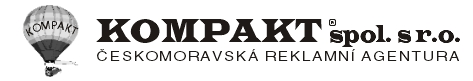 KOMPAKT
KOMPAKT® spol. s r.o.
ČESKOMORAVSKÁ REKLAMNÍ AGENTURA